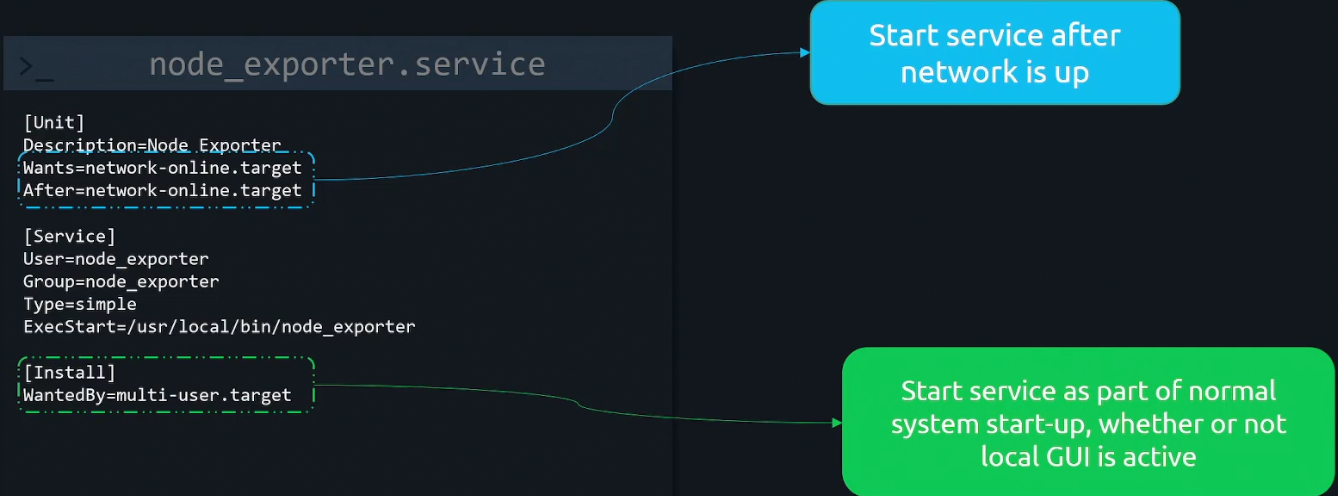 >_ node_exporter.service
[Unit]
Description=Node Exporter
Wants=network-online.target
After=network-online.target
[Service]
User=node_exporter
Group=node_exporter
Type=simple
ExecStart=/usr/local/bin/node_exporter
[Install]
WantedBy=multi-user.target
Start service after
network is up
Start service as part of normal
system start-up, whether or not
local GUI is active